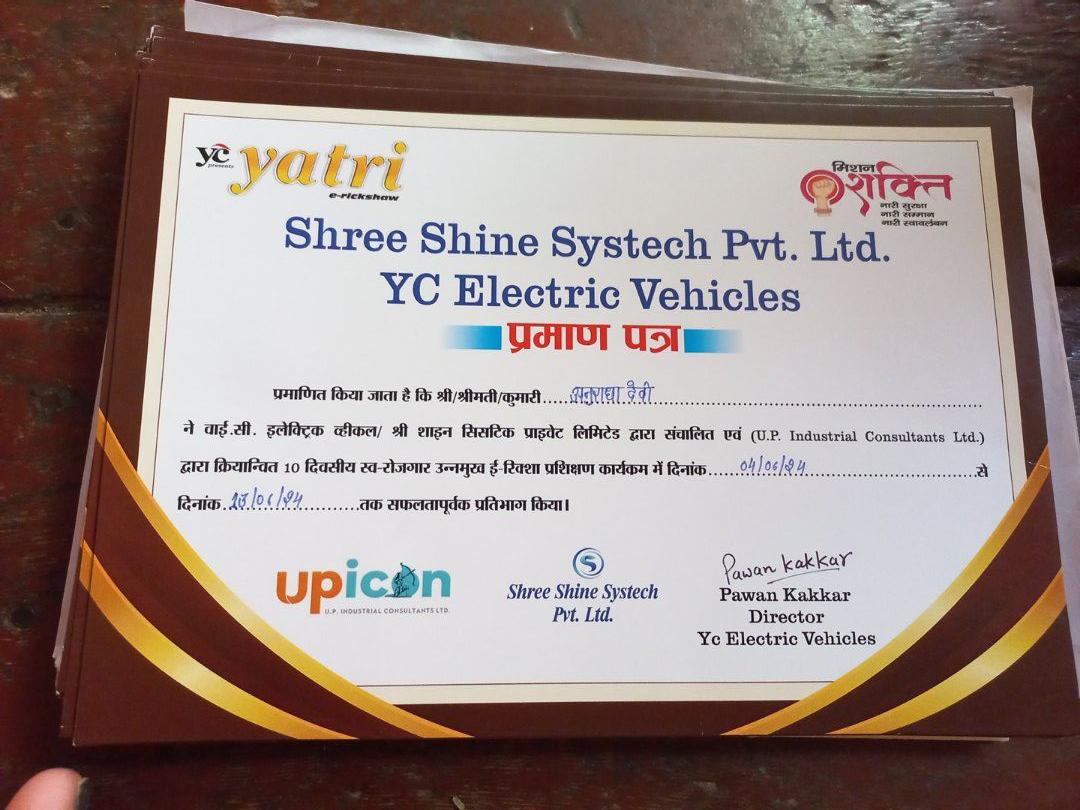 yc presents yatri e-rickshaw
मिशन शक्ति
नारी सुरक्षा
नारी सम्मान
नारी स्वावलंबन
Shree Shine Systech Pvt. Ltd.
YC Electric Vehicles
प्रमाण पत्र
प्रमाणित किया जाता है कि श्री/श्रीमती/कुमारी.....अनुराधा देवी.....
ने वाई.सी. इलेक्ट्रिक व्हीकल/ श्री शाइन सिसटिक प्राइवेट लिमिटेड द्वारा संचालित एवं (U.P. Industrial Consultants Ltd.)
द्वारा क्रियान्वित 10 दिवसीय स्व-रोजगार उन्नमुख ई-रिक्शा प्रशिक्षण कार्यकम में दिनांक.....04/06/24.....से
दिनांक..13/06/24.....तक सफलतापूर्वक प्रतिभाग किया।
upicon
U.P. INDUSTRIAL CONSULTANTS LTD.
Shree Shine Systech
Pvt. Ltd.
Pawan kakkar
Pawan Kakkar
Director
Yc Electric Vehicles